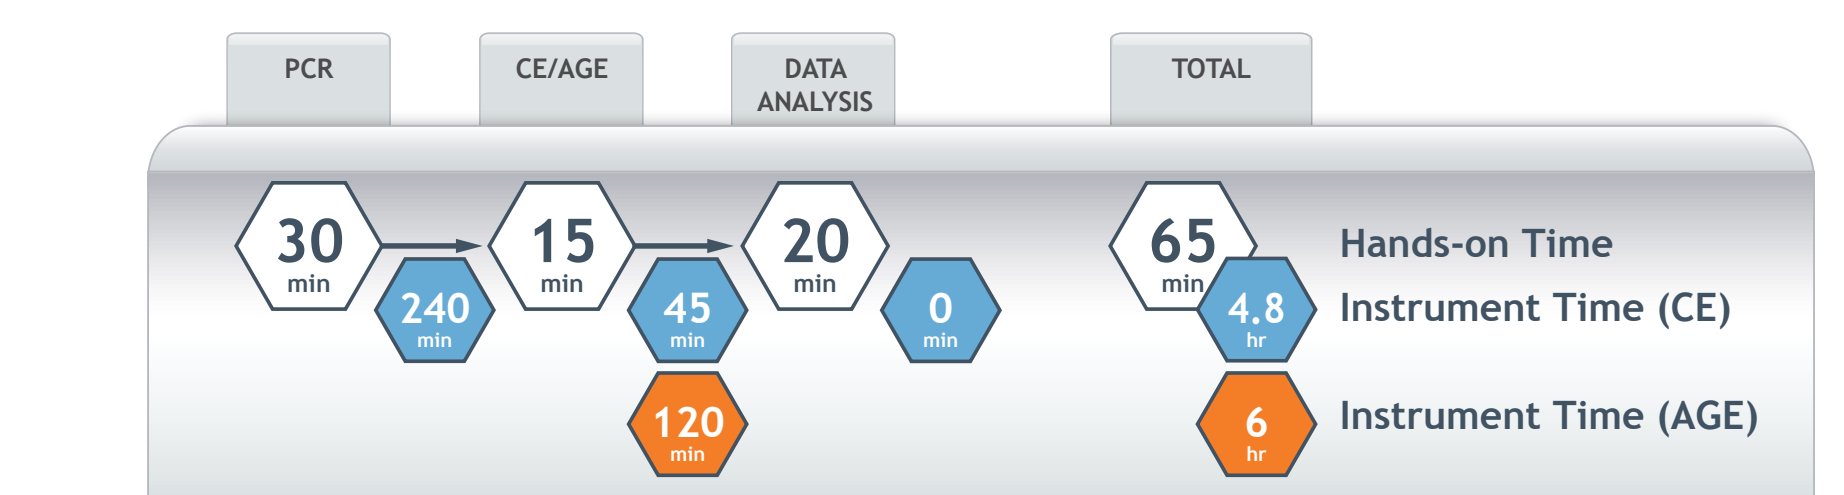 PCR
CE/AGE
DATA
ANALYSIS
TOTAL
30
min
15
min
20
min
65
min
Hands-on Time
240
min
45
min
0
min
4.8
hr
Instrument Time (CE)
120
min
6
hr
Instrument Time (AGE)